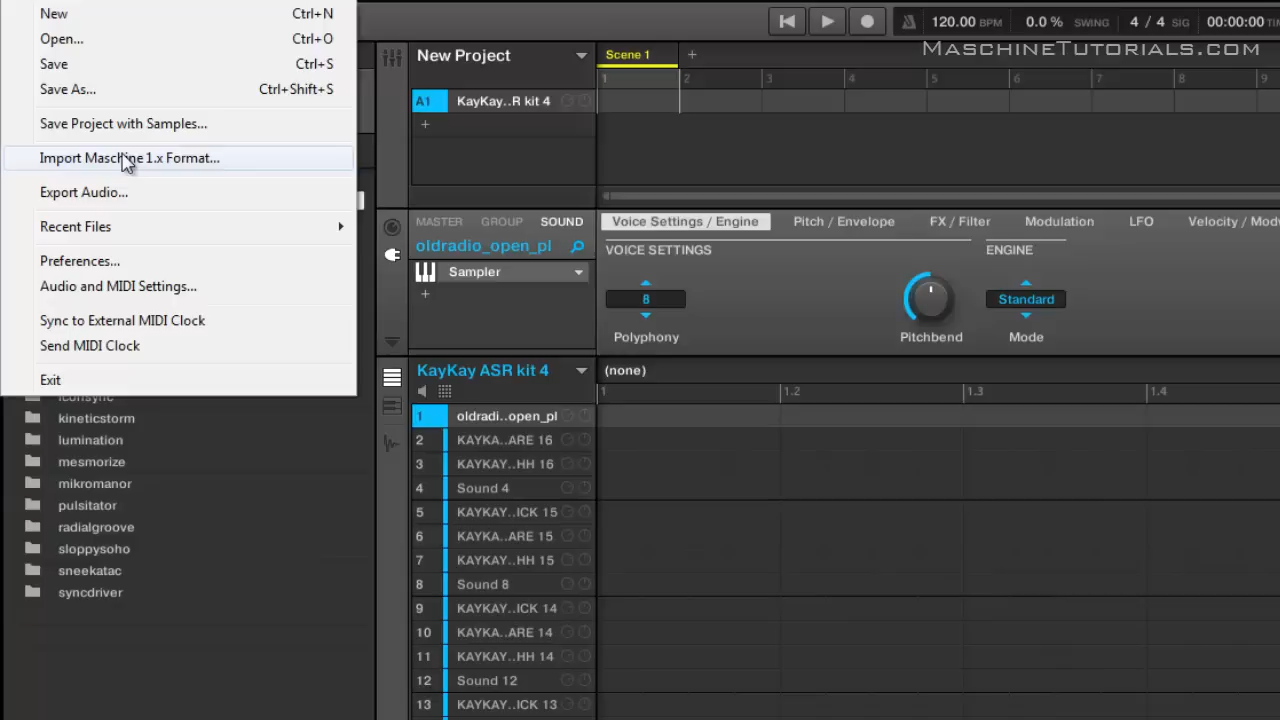 New Ctrl+N
Open... Ctrl+O
Save Ctrl+S
Save As... Ctrl+Shift+S
Save Project with Samples...
Import Maschine 1.x Format...
Export Audio...
Recent Files
Preferences...
Audio and MIDI Settings...
Sync to External MIDI Clock
Send MIDI Clock
Exit
iconsync
kineticstorm
lumination
mesmorize
mikromanor
pulsitator
radialgroove
sloppysoho
sneekatac
syncdriver
120.00 BPM 0.0 % SWING 4 / 4 SIG 00:00:00
MASCHINETUTORIALS.COM
New Project
Scene 1 +
1 2 3 4 5 6 7 8 9
A1 KayKay..R kit 4
+
MASTER GROUP SOUND
oldradio_open_pl
Sampler
+
Voice Settings / Engine Pitch / Envelope FX / Filter Modulation LFO Velocity / Modw
VOICE SETTINGS ENGINE
8 Standard
Polyphony Pitchbend Mode
KayKay ASR kit 4 (none)
1 1.2 1.3 1.4
1 oldradi..open_pl
2 KAYKA..ARE 16
3 KAYKAY..HH 16
4 Sound 4
5 KAYKAY..ICK 15
6 KAYKA..ARE 15
7 KAYKAY..HH 15
8 Sound 8
9 KAYKAY..ICK 14
10 KAYKA..ARE 14
11 KAYKAY..HH 14
12 Sound 12
13 KAYKAY..ICK 13